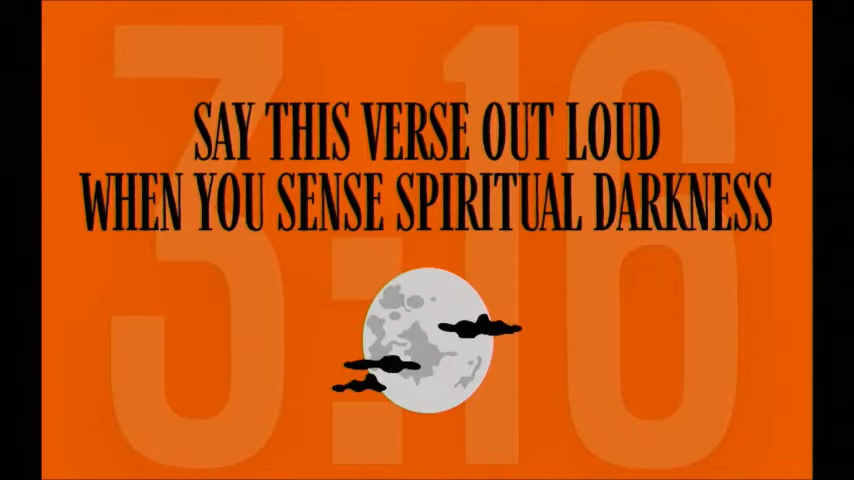 3:16
SAY THIS VERSE OUT LOUD
WHEN YOU SENSE SPIRITUAL DARKNESS